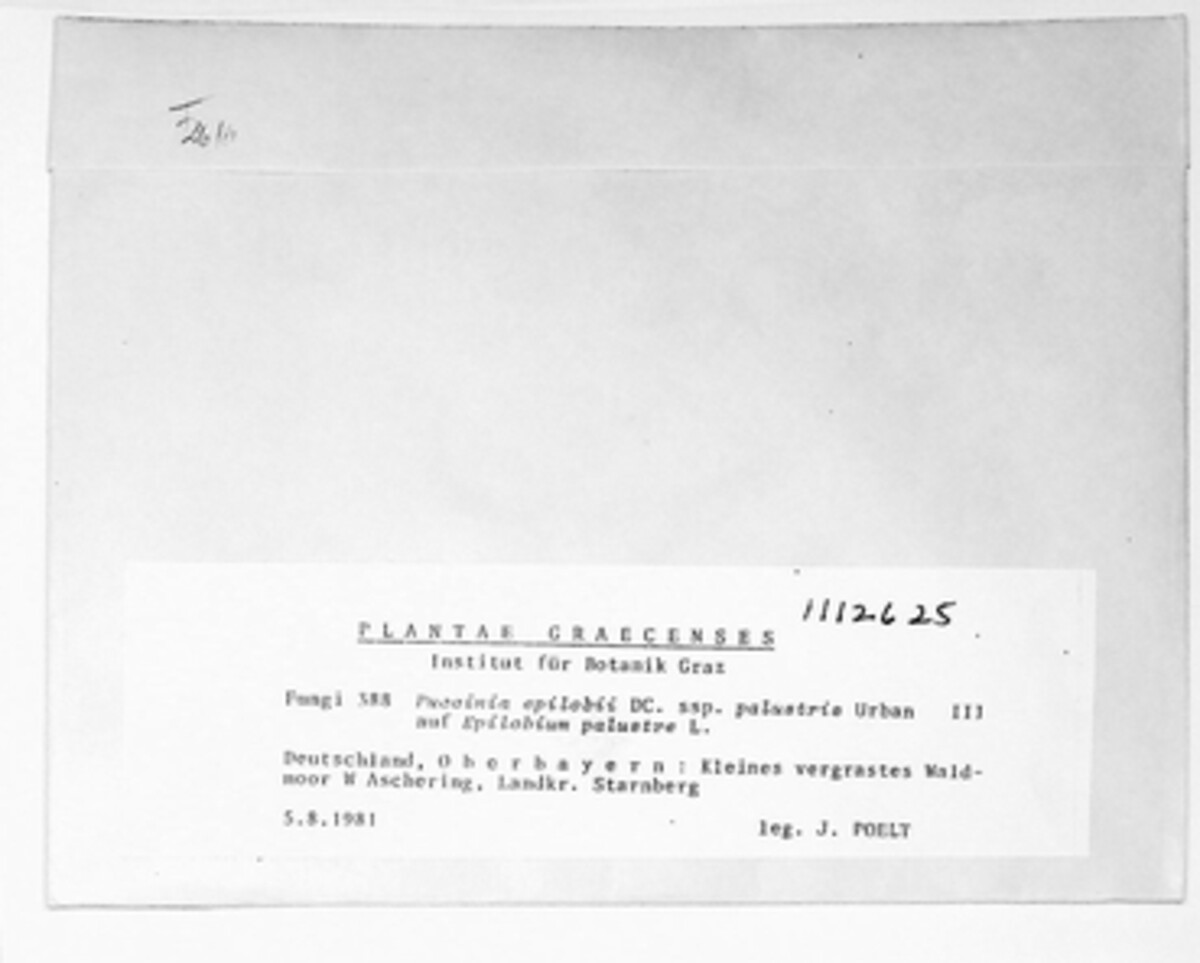 1112625
PLANTAE GRAECENSES
Institut für Botanik Graz
Fungi 388 Puccinia epilobii DC. ssp. palustris Urban III
auf Epilobium palustre L.
Deutschland, Oberbayern: Kleines vergrastes Wald-
moor W Aschering, Landkr. Starnberg
5.8.1981 leg. J. POELT